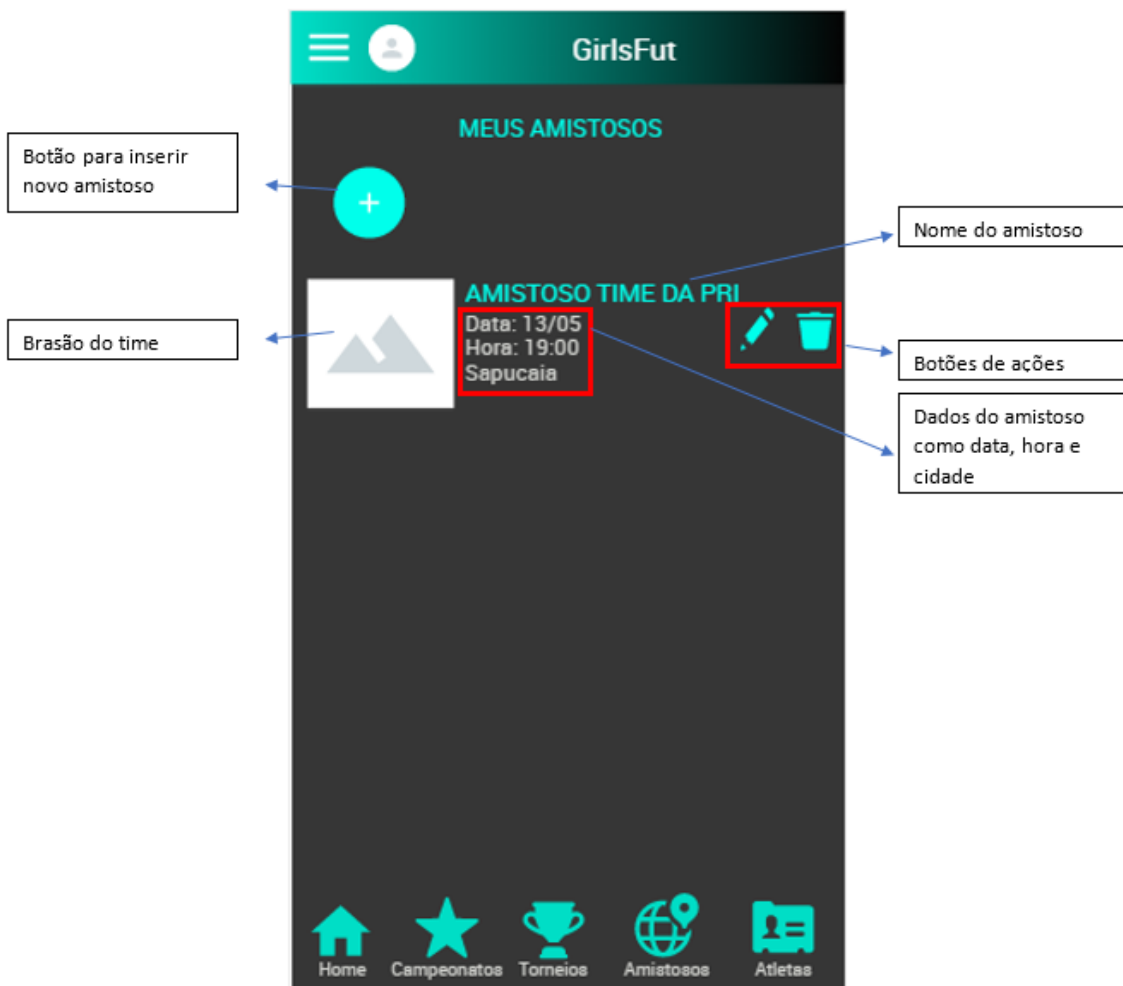 GirlsFut
MEUS AMISTOSOS
Botão para inserir
novo amistoso
Nome do amistoso
AMISTOSO TIME DA PRI
Data: 13/05
Hora: 19:00
Sapucaia
Brasão do time
Botões de ações
Dados do amistoso
como data, hora e
cidade
Home
Campeonatos
Torneios
Amistosos
Atletas